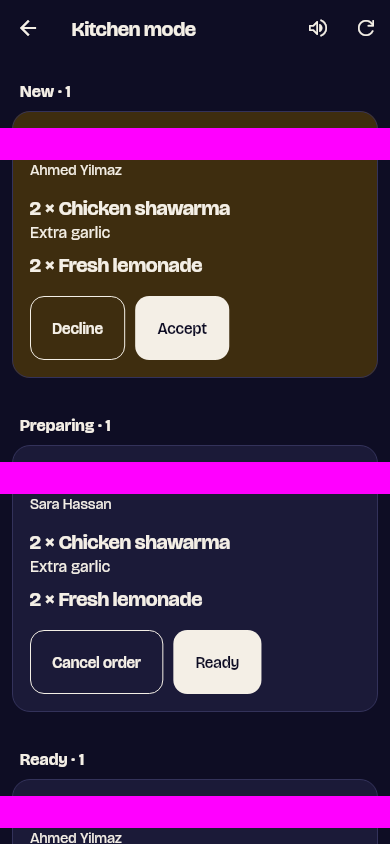 Kitchen mode
New · 1
Ahmed Yilmaz
2 × Chicken shawarma
Extra garlic
2 × Fresh lemonade
Decline
Accept
Preparing · 1
Sara Hassan
2 × Chicken shawarma
Extra garlic
2 × Fresh lemonade
Cancel order
Ready
Ready · 1
Ahmed Yilmaz